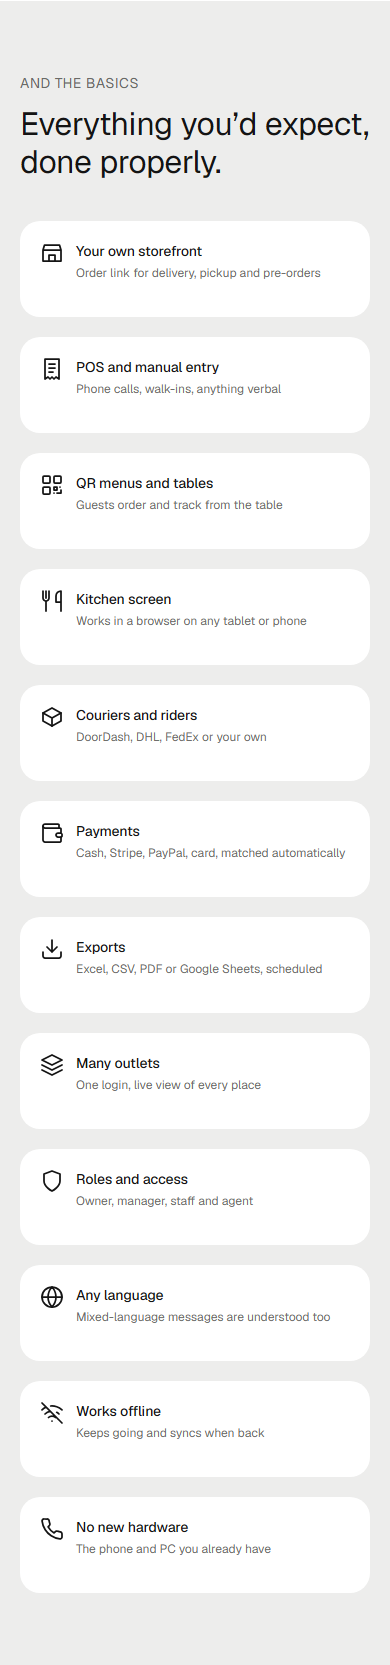 AND THE BASICS
Everything you’d expect,
done properly.
Your own storefront
Order link for delivery, pickup and pre-orders
POS and manual entry
Phone calls, walk-ins, anything verbal
QR menus and tables
Guests order and track from the table
Kitchen screen
Works in a browser on any tablet or phone
Couriers and riders
DoorDash, DHL, FedEx or your own
Payments
Cash, Stripe, PayPal, card, matched automatically
Exports
Excel, CSV, PDF or Google Sheets, scheduled
Many outlets
One login, live view of every place
Roles and access
Owner, manager, staff and agent
Any language
Mixed-language messages are understood too
Works offline
Keeps going and syncs when back
No new hardware
The phone and PC you already have